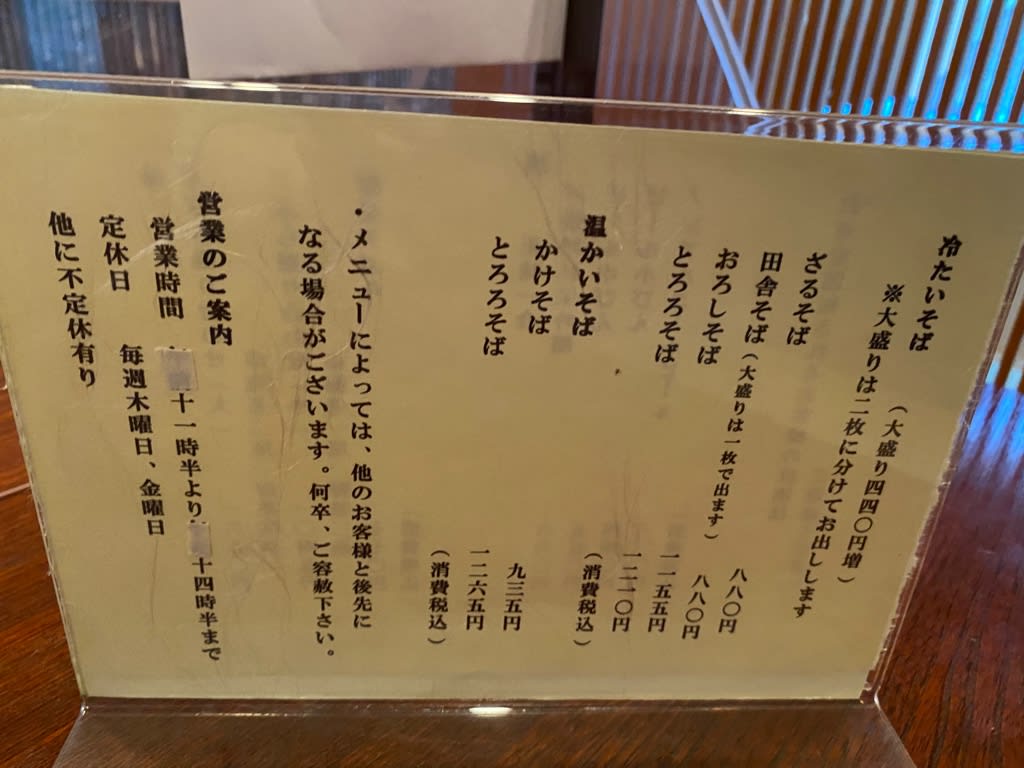 冷たいそば （大盛り四四〇円増）
※大盛りは二枚に分けてお出しします
ざるそば 八八〇円
田舎そば（大盛りは一枚で出ます） 八八〇円
おろしそば 一一五五円
とろろそば 一二一〇円
（消費税込）
温かいそば
かけそば 九三五円
とろろそば 一二六五円
（消費税込）
・メニューによっては、他のお客様と後先に
なる場合がございます。何卒、ご容赦下さい。
営業のご案内
営業時間 十一時半より 十四時半まで
定休日 毎週木曜日、金曜日
他に不定休有り